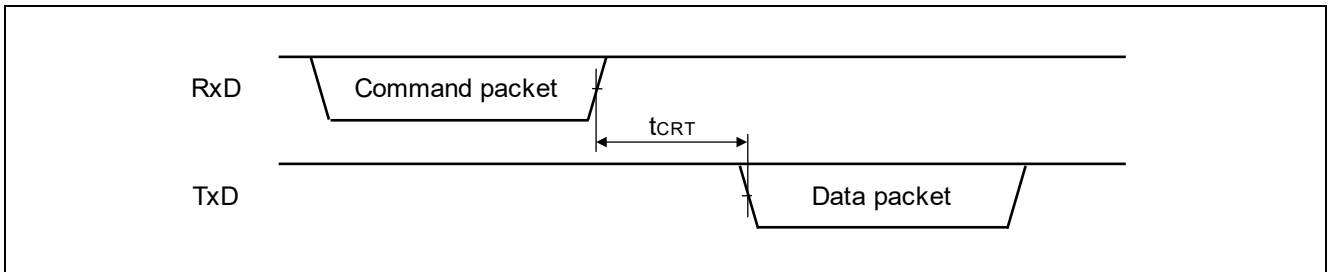 RxD
Command packet
tCRT
TxD
Data packet